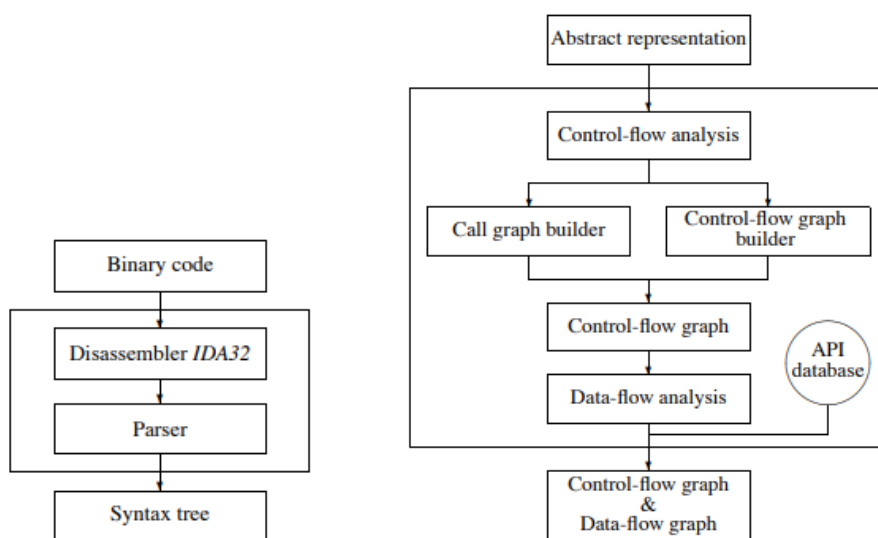 Binary code
Disassembler IDA32
Parser
Syntax tree
Abstract representation
Control-flow analysis
Call graph builder
Control-flow graph
builder
Control-flow graph
API
database
Data-flow analysis
Control-flow graph
&
Data-flow graph